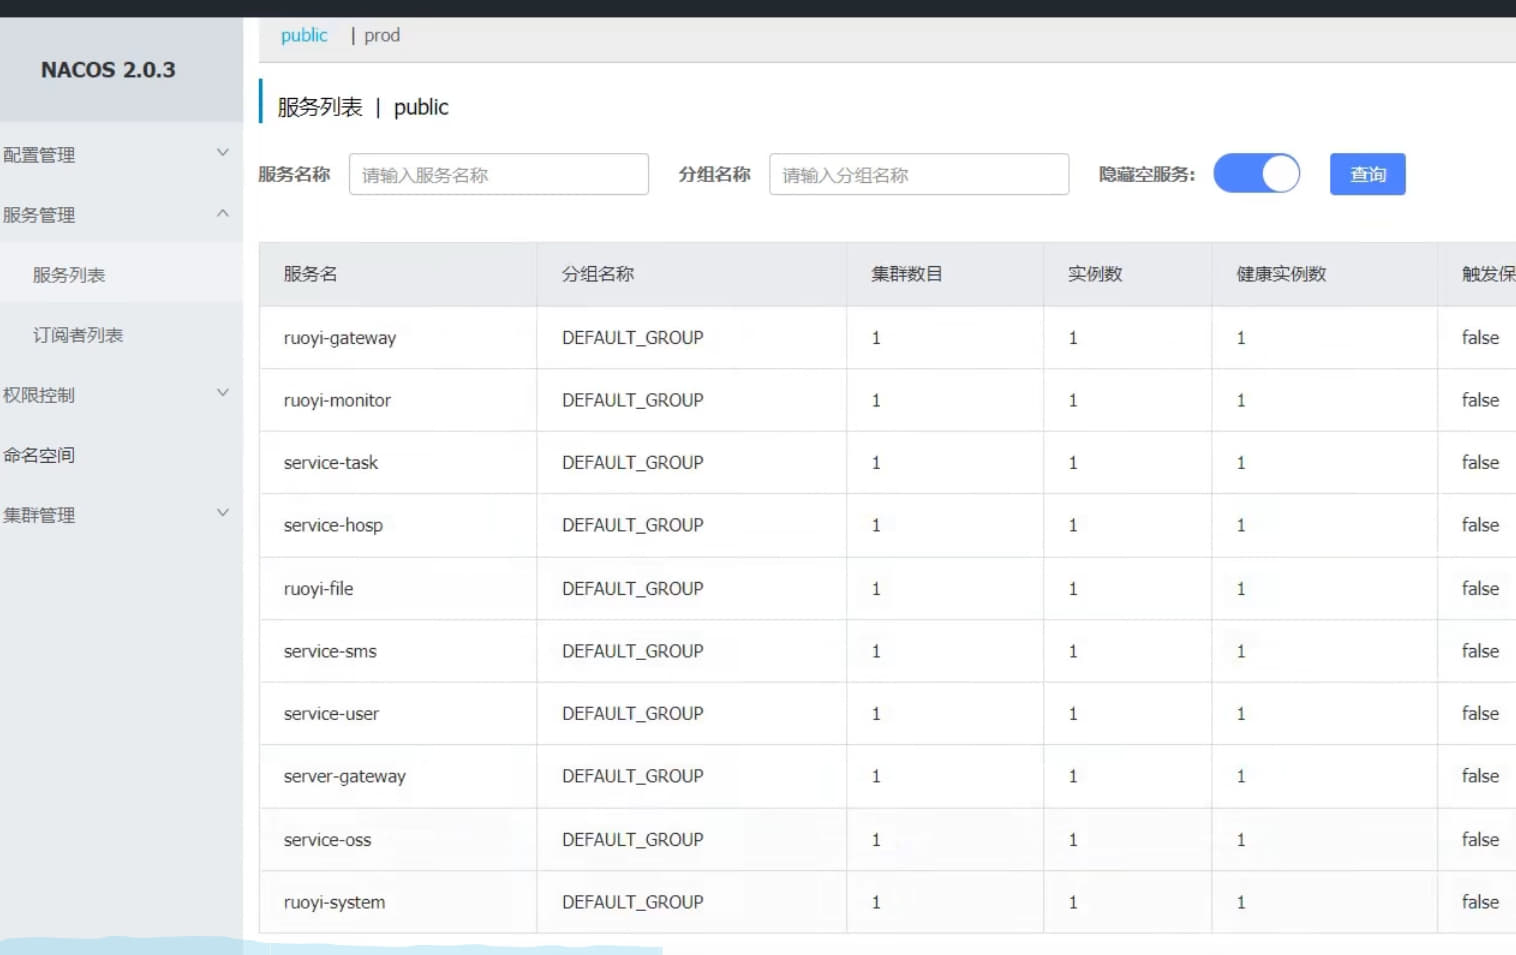 public | prod
NACOS 2.0.3
服务列表 | public
配置管理
服务名称 请输入服务名称 分组名称 请输入分组名称 隐藏空服务: 查询
服务管理
服务列表
订阅者列表
权限控制
命名空间
集群管理
服务名 分组名称 集群数目 实例数 健康实例数 触发保
ruoyi-gateway DEFAULT_GROUP 1 1 1 false
ruoyi-monitor DEFAULT_GROUP 1 1 1 false
service-task DEFAULT_GROUP 1 1 1 false
service-hosp DEFAULT_GROUP 1 1 1 false
ruoyi-file DEFAULT_GROUP 1 1 1 false
service-sms DEFAULT_GROUP 1 1 1 false
service-user DEFAULT_GROUP 1 1 1 false
server-gateway DEFAULT_GROUP 1 1 1 false
service-oss DEFAULT_GROUP 1 1 1 false
ruoyi-system DEFAULT_GROUP 1 1 1 false